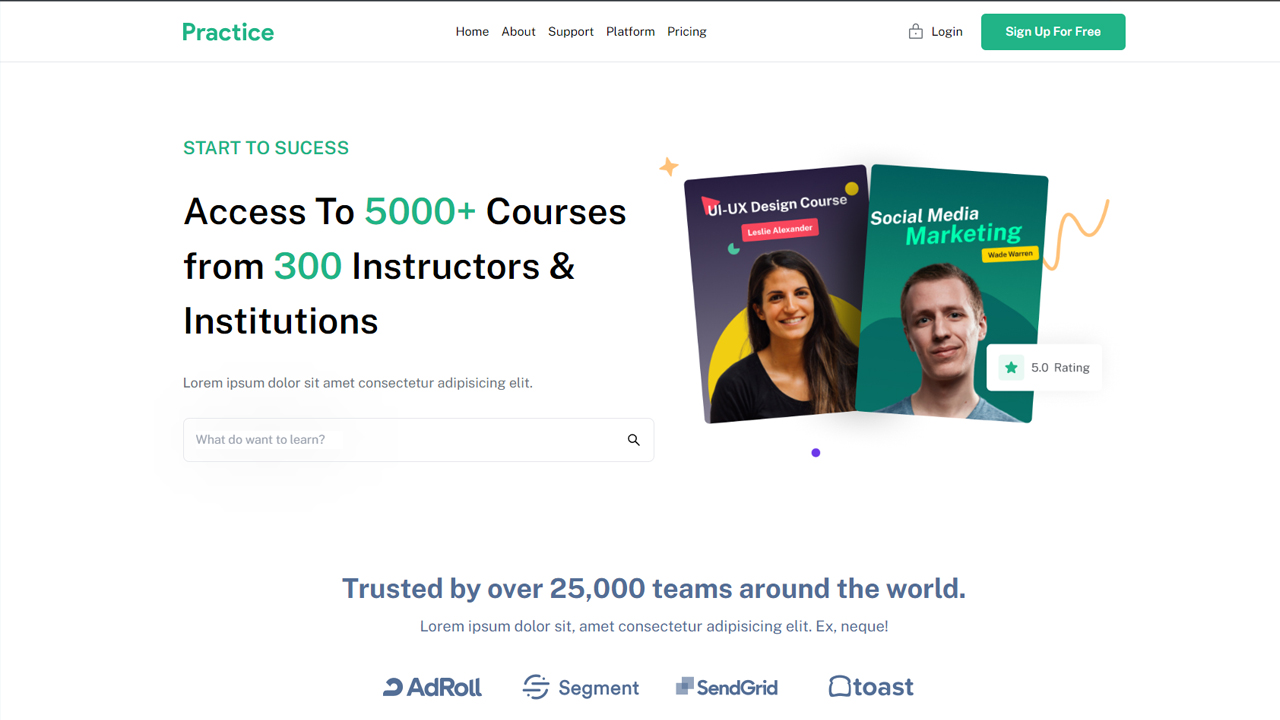 Practice
Home About Support Platform Pricing
Login
Sign Up For Free
START TO SUCESS
Access To 5000+ Courses
from 300 Instructors &
Institutions
Lorem ipsum dolor sit amet consectetur adipisicing elit.
What do want to learn?
UI-UX Design Course
Leslie Alexander
Social Media
Marketing
Wade Warren
5.0 Rating
Trusted by over 25,000 teams around the world.
Lorem ipsum dolor sit, amet consectetur adipisicing elit. Ex, neque!
AdRoll
Segment
SendGrid
toast